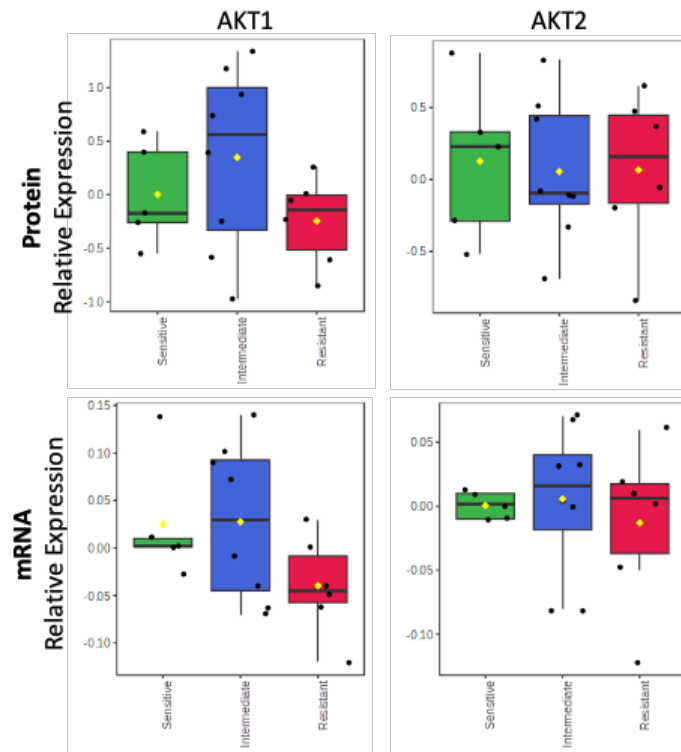 AKT1
AKT2
Protein
Relative Expression
1.0
0.5
0.0
-0.5
-1.0
Sensitive
Intermediate
Resistant
0.5
0.0
-0.5
Sensitive
Intermediate
Resistant
mRNA
Relative Expression
0.15
0.10
0.05
0.00
-0.05
-0.10
Sensitive
Intermediate
Resistant
0.05
0.00
-0.05
-0.10
Sensitive
Intermediate
Resistant